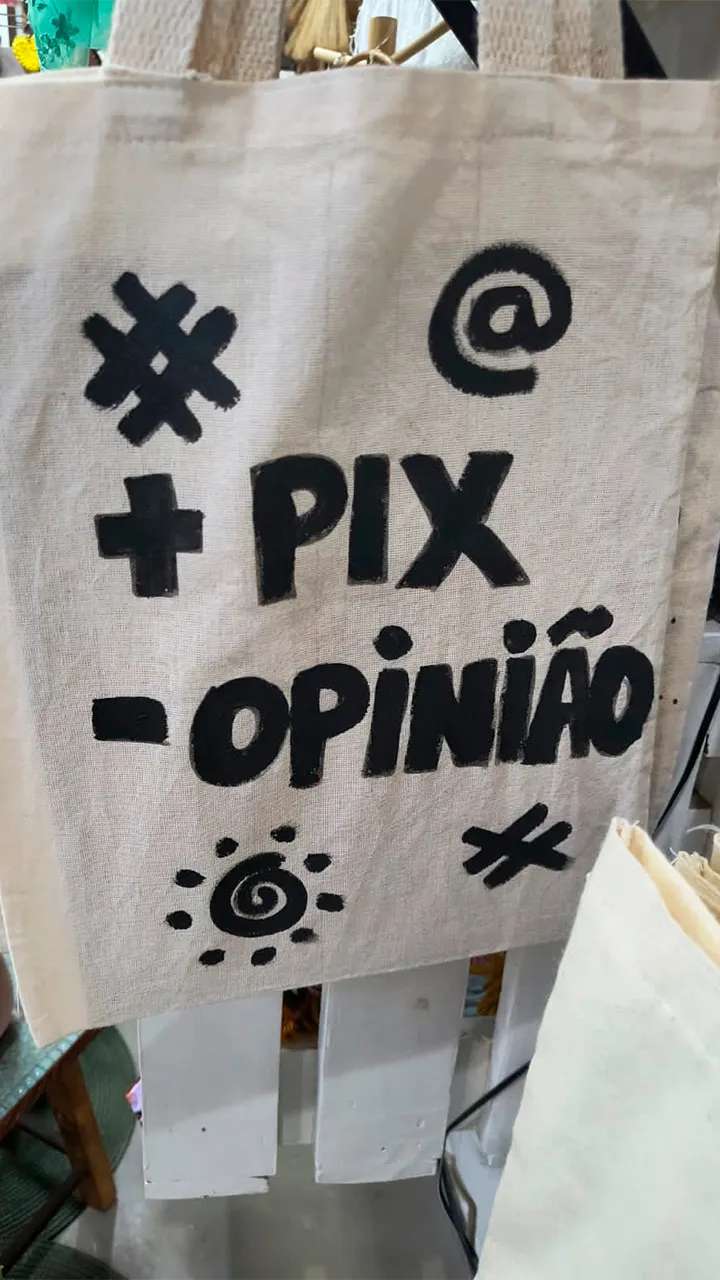 # @
+ PIX
- OPINIÃO